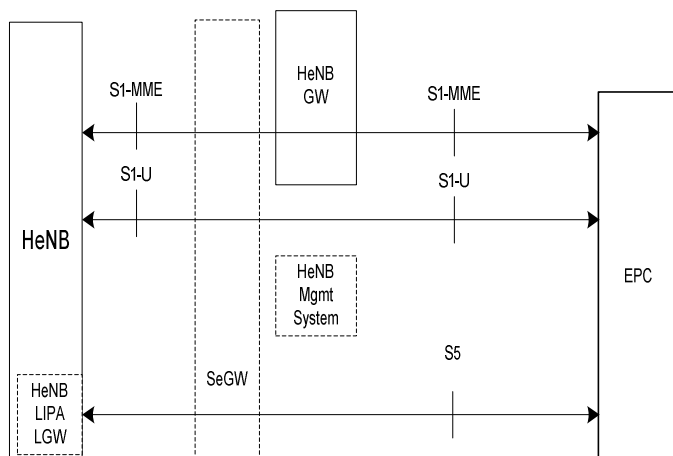 HeNB
GW
S1-MME
S1-MME
S1-U
S1-U
HeNB
HeNB
Mgmt
System
EPC
S5
SeGW
HeNB
LIPA
LGW